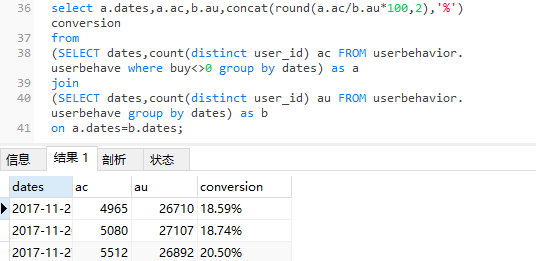 36 select a.dates,a.ac,b.au,concat(round(a.ac/b.au*100,2),'%')
conversion
37 from
38 (SELECT dates,count(distinct user_id) ac FROM userbehavior.
userbehave where buy<>0 group by dates) as a
39 join
40 (SELECT dates,count(distinct user_id) au FROM userbehavior.
userbehave group by dates) as b
41 on a.dates=b.dates;
信息 结果 1 剖析 状态
dates ac au conversion
2017-11-2 4965 26710 18.59%
2017-11-2 5080 27107 18.74%
2017-11-2 5512 26892 20.50%